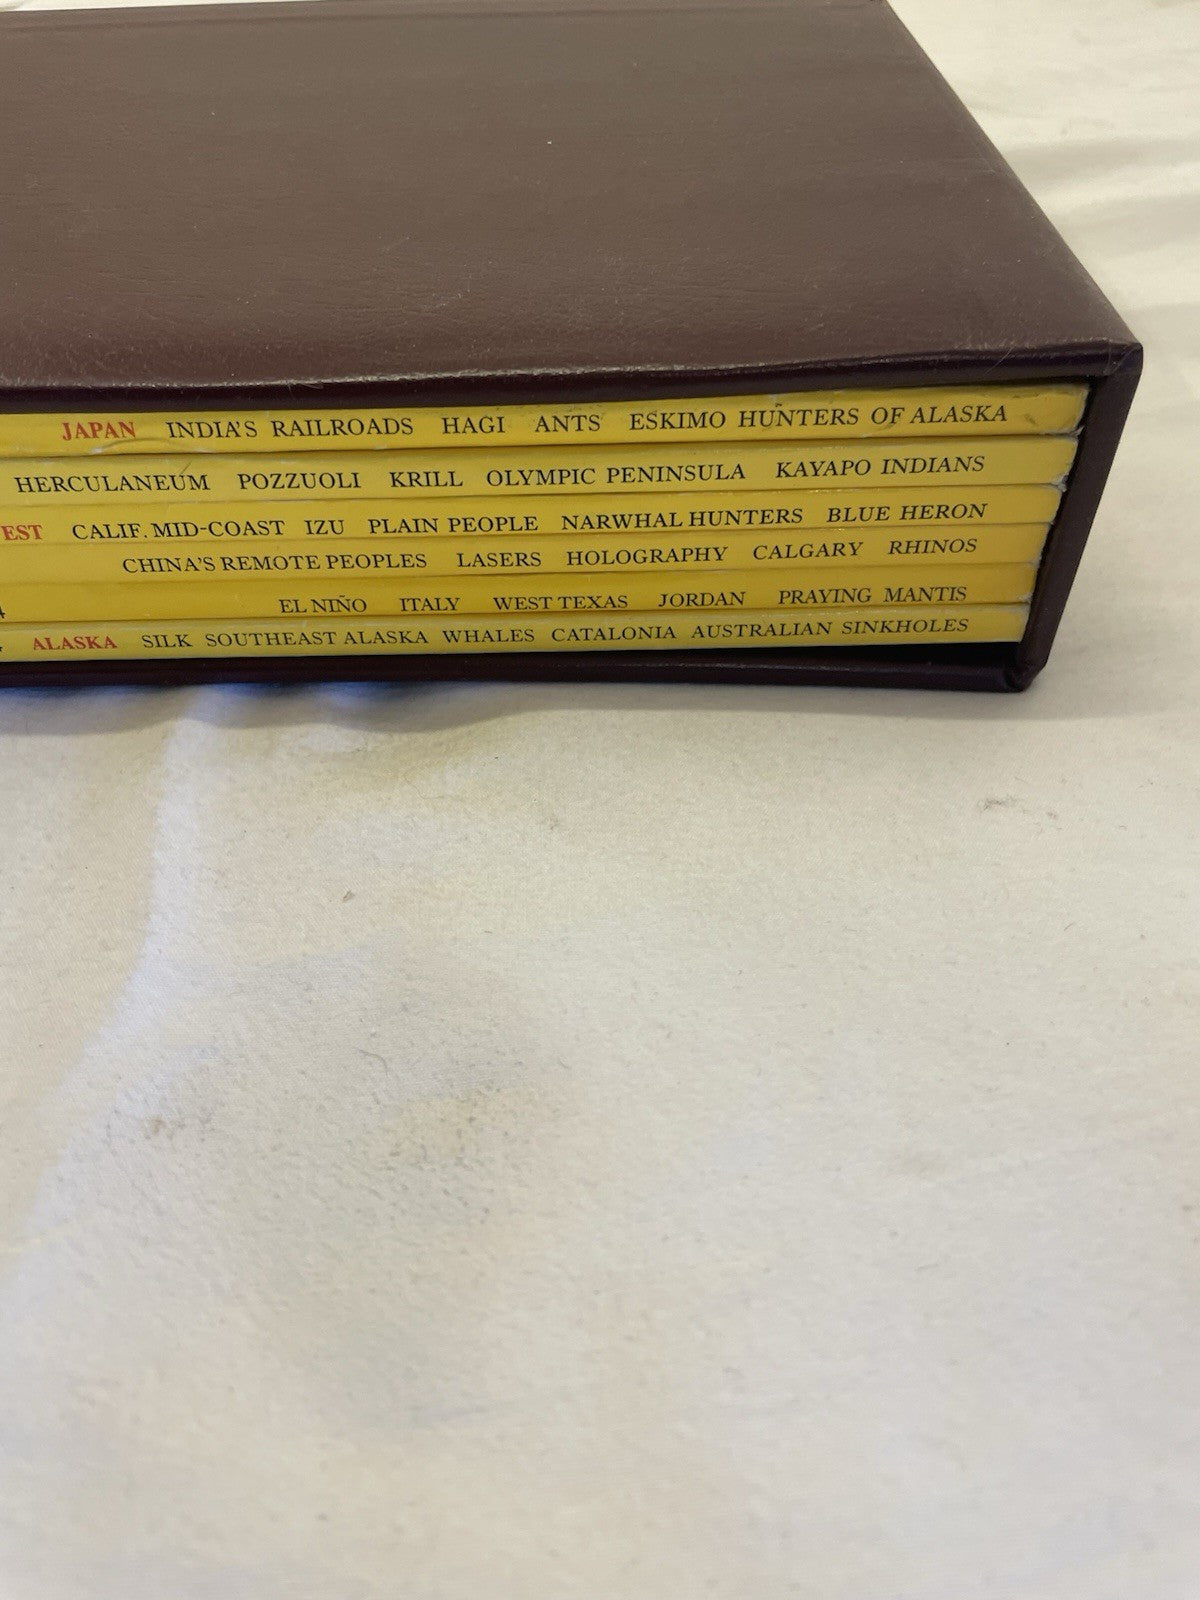 JAPAN INDIA'S RAILROADS HAGI ANTS ESKIMO HUNTERS OF ALASKA
HERCULANEUM POZZUOLI KRILL OLYMPIC PENINSULA KAYAPO INDIANS
EST CALIF. MID-COAST IZU PLAIN PEOPLE NARWHAL HUNTERS BLUE HERON
CHINA'S REMOTE PEOPLES LASERS HOLOGRAPHY CALGARY RHINOS
4 EL NIÑO ITALY WEST TEXAS JORDAN PRAYING MANTIS
ALASKA SILK SOUTHEAST ALASKA WHALES CATALONIA AUSTRALIAN SINKHOLES